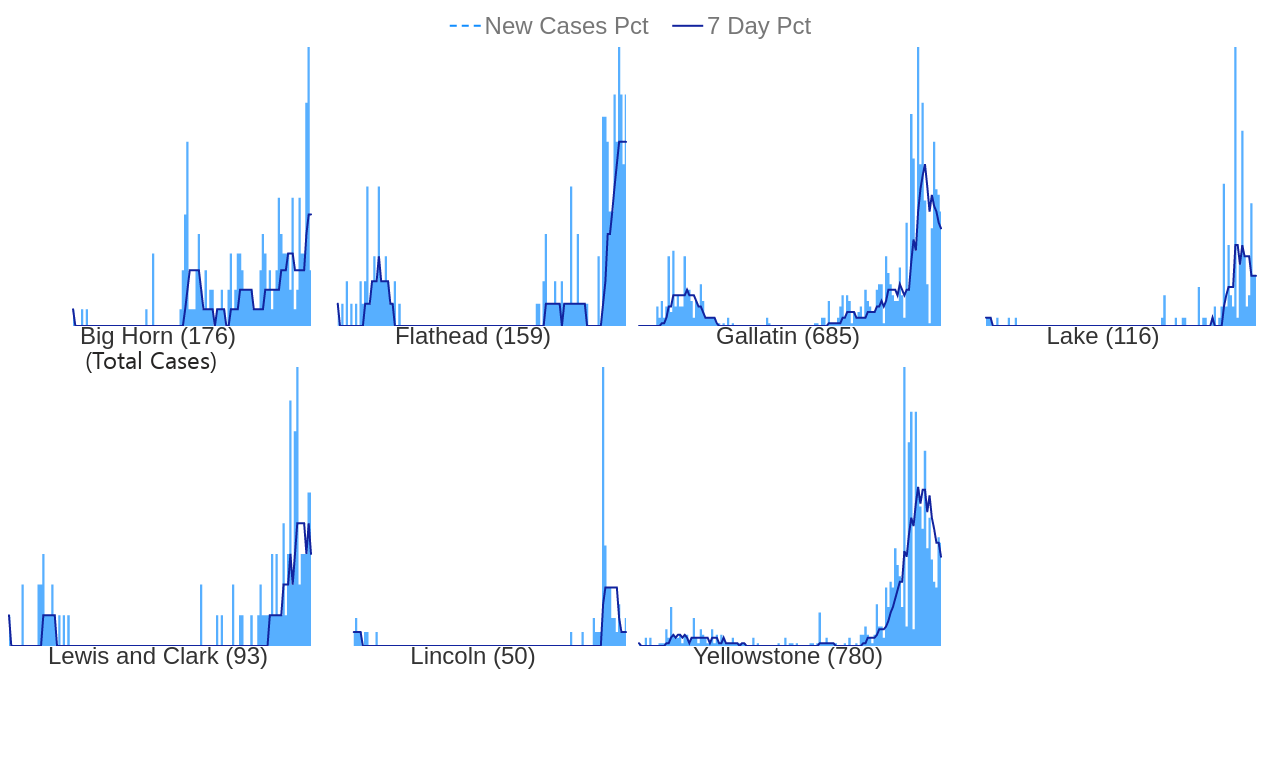 New Cases Pct 7 Day Pct
Big Horn (176) Flathead (159) Gallatin (685) Lake (116)
(Total Cases)
Lewis and Clark (93) Lincoln (50) Yellowstone (780)